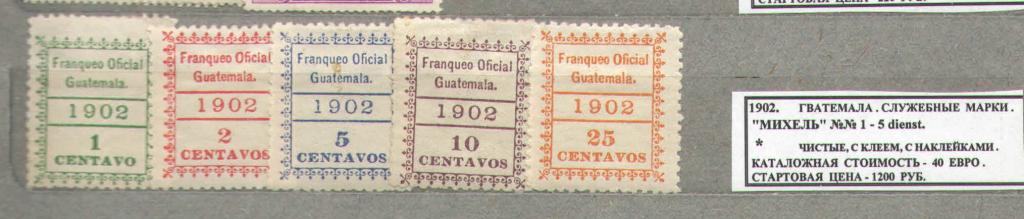 СТАРТОВАЯ ЦЕНА
Franqueo Oficial
Guatemala.
1902
1
CENTAVO
Franqueo Oficial
Guatemala.
1902
2
CENTAVOS
Franqueo Oficial
Guatemala.
1902
5
CENTAVOS
Franqueo Oficial
Guatemala.
1902
10
CENTAVOS
Franqueo Oficial
Guatemala.
1902
25
CENTAVOS
1902. ГВАТЕМАЛА . СЛУЖЕБНЫЕ МАРКИ .
"МИХЕЛЬ" №№ 1 - 5 dienst.
* ЧИСТЫЕ, С КЛЕЕМ, С НАКЛЕЙКАМИ .
КАТАЛОЖНАЯ СТОИМОСТЬ - 40 ЕВРО .
СТАРТОВАЯ ЦЕНА - 1200 РУБ.